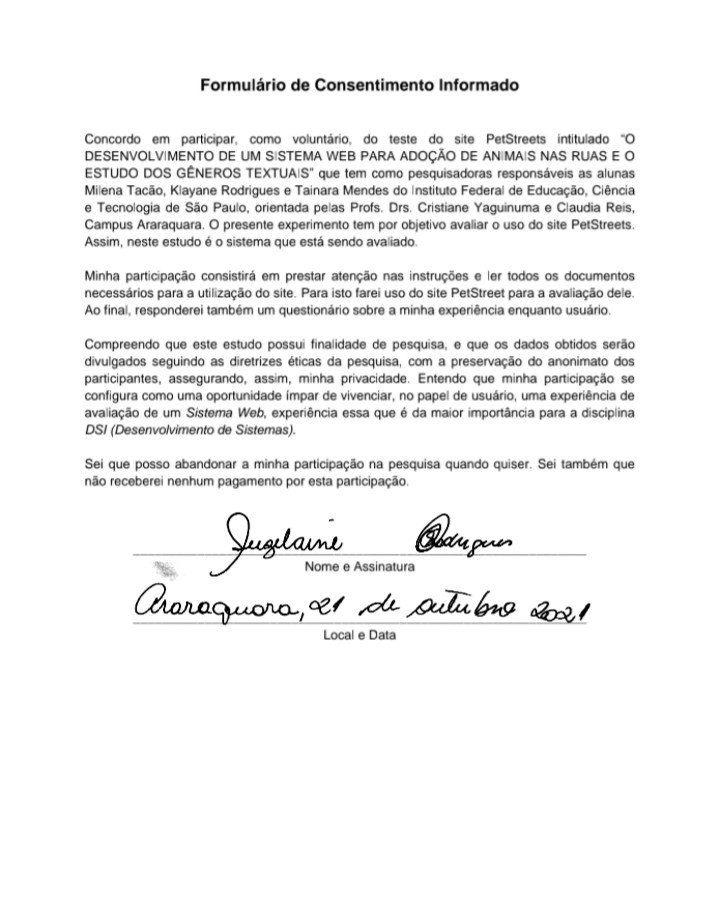 Formulário de Consentimento Informado
Concordo em participar, como voluntário, do teste do site PetStreets intitulado "O
DESENVOLVIMENTO DE UM SISTEMA WEB PARA ADOÇÃO DE ANIMAIS NAS RUAS E O
ESTUDO DOS GÊNEROS TEXTUAIS" que tem como pesquisadoras responsáveis as alunas
Milena Tacão, Klayane Rodrigues e Tainara Mendes do Instituto Federal de Educação, Ciência
e Tecnologia de São Paulo, orientada pelas Profs. Drs. Cristiane Yaguinuma e Claudia Reis,
Campus Araraquara. O presente experimento tem por objetivo avaliar o uso do site PetStreets.
Assim, neste estudo é o sistema que está sendo avaliado.
Minha participação consistirá em prestar atenção nas instruções e ler todos os documentos
necessários para a utilização do site. Para isto farei uso do site PetStreet para a avaliação dele.
Ao final, responderei também um questionário sobre a minha experiência enquanto usuário.
Compreendo que este estudo possui finalidade de pesquisa, e que os dados obtidos serão
divulgados seguindo as diretrizes éticas da pesquisa, com a preservação do anonimato dos
participantes, assegurando, assim, minha privacidade. Entendo que minha participação se
configura como uma oportunidade ímpar de vivenciar, no papel de usuário, uma experiência de
avaliação de um Sistema Web, experiência essa que é da maior importância para a disciplina
DSI (Desenvolvimento de Sistemas).
Sei que posso abandonar a minha participação na pesquisa quando quiser. Sei também que
não receberei nenhum pagamento por esta participação.
Rodrigues
Nome e Assinatura
Araraquara, 21 de outubro 2021
Local e Data